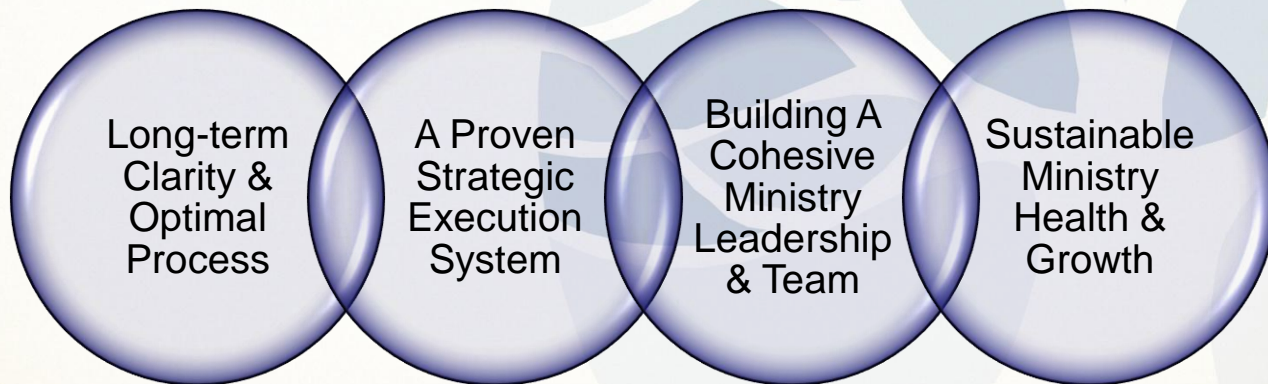 Long-term
Clarity &
Optimal
Process
A Proven
Strategic
Execution
System
Building A
Cohesive
Ministry
Leadership
& Team
Sustainable
Ministry
Health &
Growth